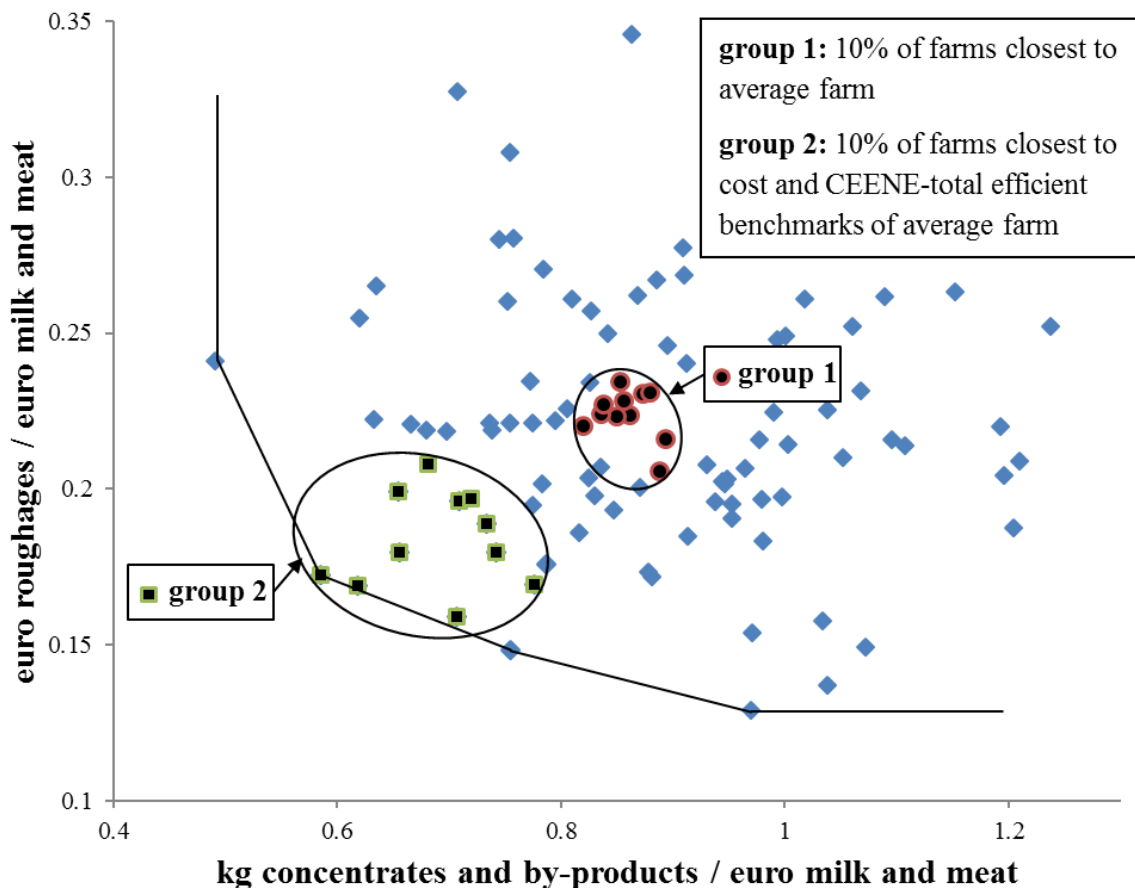 0.35
0.3
0.25
0.2
0.15
0.1
0.4
0.6
0.8
1
1.2
euro roughages / euro milk and meat
kg concentrates and by-products / euro milk and meat
group 1: 10% of farms closest to
average farm
group 2: 10% of farms closest to
cost and CEENE-total efficient
benchmarks of average farm
group 1
group 2